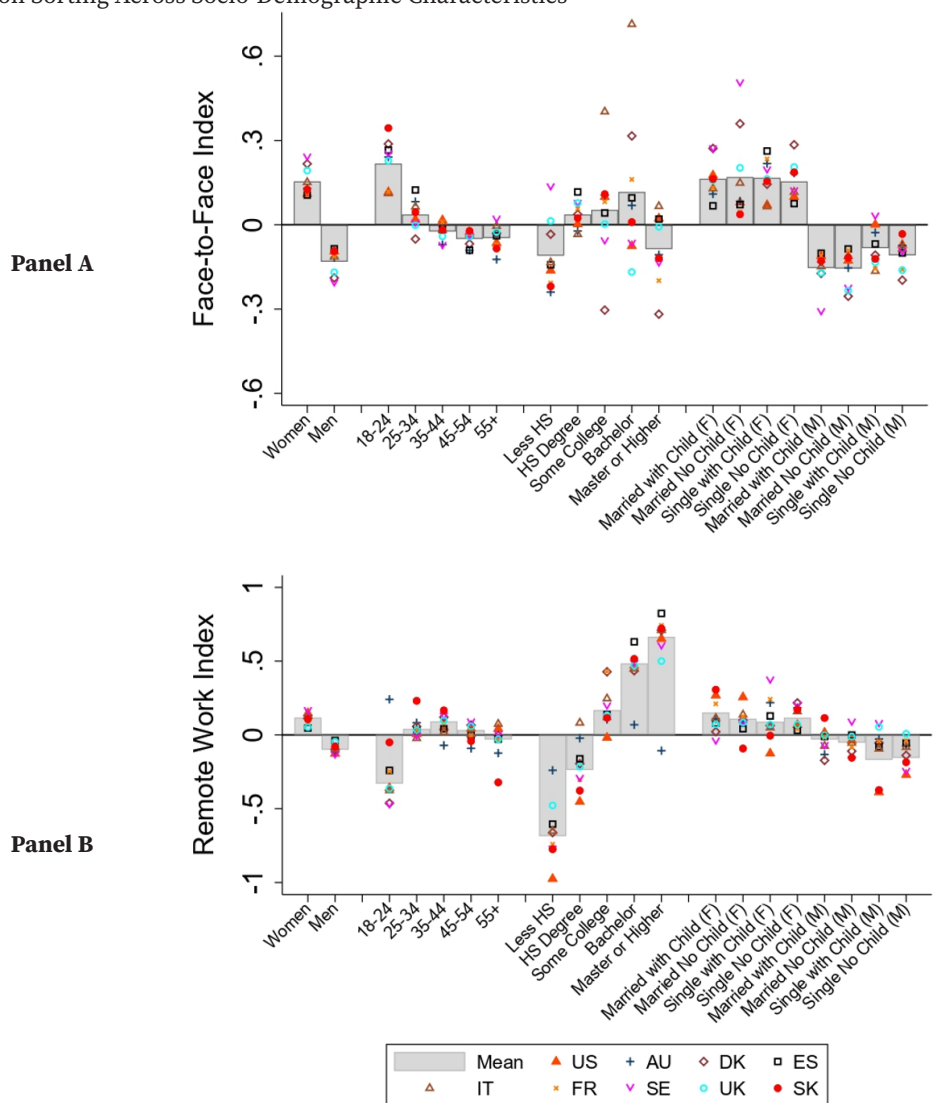 on Sorting Across Socio-Demographic Characteristics
Panel A
Face-to-Face Index
.6
.3
0
-.3
-.6
Women
Men
18-24
25-34
35-44
45-54
55+
Less HS
HS Degree
Some College
Bachelor
Master or Higher
Married with Child (F)
Married No Child (F)
Single with Child (F)
Single No Child (F)
Married with Child (M)
Married No Child (M)
Single with Child (M)
Single No Child (M)
Panel B
Remote Work Index
1
.5
0
-.5
-1
Women
Men
18-24
25-34
35-44
45-54
55+
Less HS
HS Degree
Some College
Bachelor
Master or Higher
Married with Child (F)
Married No Child (F)
Single with Child (F)
Single No Child (F)
Married with Child (M)
Married No Child (M)
Single with Child (M)
Single No Child (M)
Mean US AU DK ES
IT FR SE UK SK